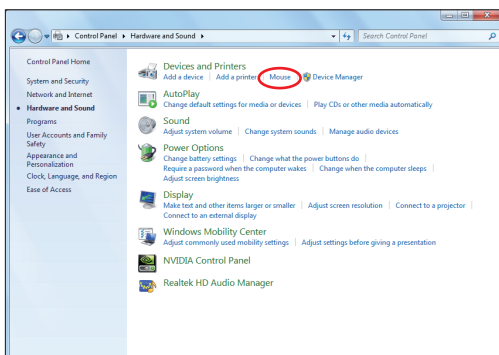 Control Panel ▸ Hardware and Sound ▸
Search Control Panel
Control Panel Home
System and Security
Network and Internet
Hardware and Sound
Programs
User Accounts and Family
Safety
Appearance and
Personalization
Clock, Language, and Region
Ease of Access
Devices and Printers
Add a device | Add a printer | Mouse | Device Manager
AutoPlay
Change default settings for media or devices | Play CDs or other media automatically
Sound
Adjust system volume | Change system sounds | Manage audio devices
Power Options
Change battery settings | Change what the power buttons do |
Require a password when the computer wakes | Change when the computer sleeps |
Adjust screen brightness
Display
Make text and other items larger or smaller | Adjust screen resolution | Connect to a projector |
Connect to an external display
Windows Mobility Center
Adjust commonly used mobility settings | Adjust settings before giving a presentation
NVIDIA Control Panel
Realtek HD Audio Manager